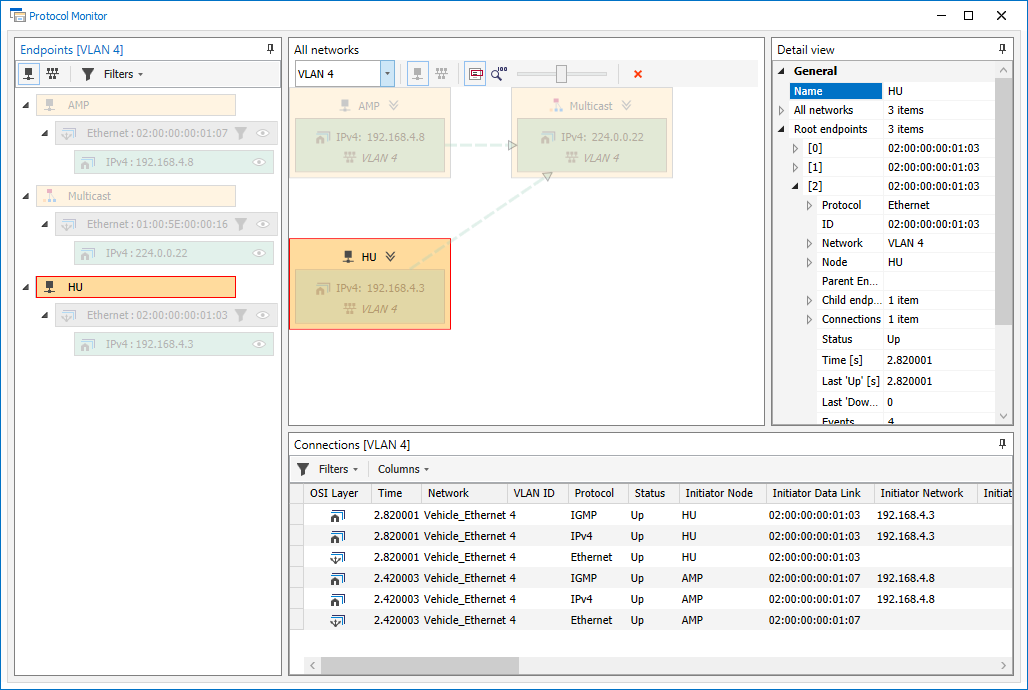 Protocol Monitor
Endpoints [VLAN 4]
Filters
AMP
Ethernet : 02:00:00:00:01:07
IPv4 : 192.168.4.8
Multicast
Ethernet : 01:00:5E:00:00:16
IPv4 : 224.0.0.22
HU
Ethernet : 02:00:00:00:01:03
IPv4 : 192.168.4.3
All networks
VLAN 4
100
AMP
IPv4: 192.168.4.8
VLAN 4
Multicast
IPv4: 224.0.0.22
VLAN 4
HU
IPv4: 192.168.4.3
VLAN 4
Detail view
General
Name HU
All networks 3 items
Root endpoints 3 items
[0] 02:00:00:00:01:03
[1] 02:00:00:00:01:03
[2] 02:00:00:00:01:03
Protocol Ethernet
ID 02:00:00:00:01:03
Network VLAN 4
Node HU
Parent En...
Child endp... 1 item
Connections 1 item
Status Up
Time [s] 2.820001
Last 'Up' [s] 2.820001
Last 'Dow... 0
Events 4
Connections [VLAN 4]
Filters Columns
OSI Layer Time Network VLAN ID Protocol Status Initiator Node Initiator Data Link Initiator Network Initiat
2.820001 Vehicle_Ethernet 4 IGMP Up HU 02:00:00:00:01:03 192.168.4.3
2.820001 Vehicle_Ethernet 4 IPv4 Up HU 02:00:00:00:01:03 192.168.4.3
2.820001 Vehicle_Ethernet 4 Ethernet Up HU 02:00:00:00:01:03
2.420003 Vehicle_Ethernet 4 IGMP Up AMP 02:00:00:00:01:07 192.168.4.8
2.420003 Vehicle_Ethernet 4 IPv4 Up AMP 02:00:00:00:01:07 192.168.4.8
2.420003 Vehicle_Ethernet 4 Ethernet Up AMP 02:00:00:00:01:07